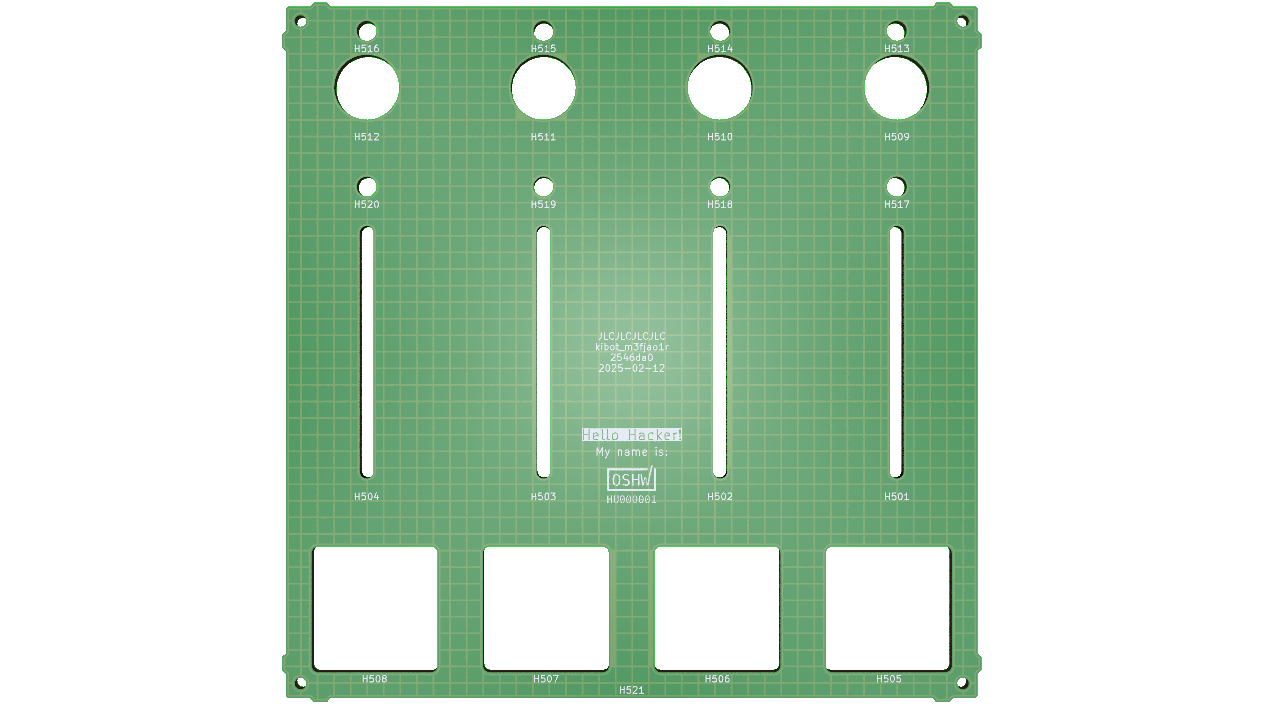 H516 H515 H514 H513
H512 H511 H510 H509
H520 H519 H518 H517
JLCJLCJLCJLC
kibot_m3fjao1r
2546da0
2025-02-12
Hello Hacker!
My name is:
OSHW
H504 H503 HU000001 H502 H501
H508 H507 H506 H505
H521